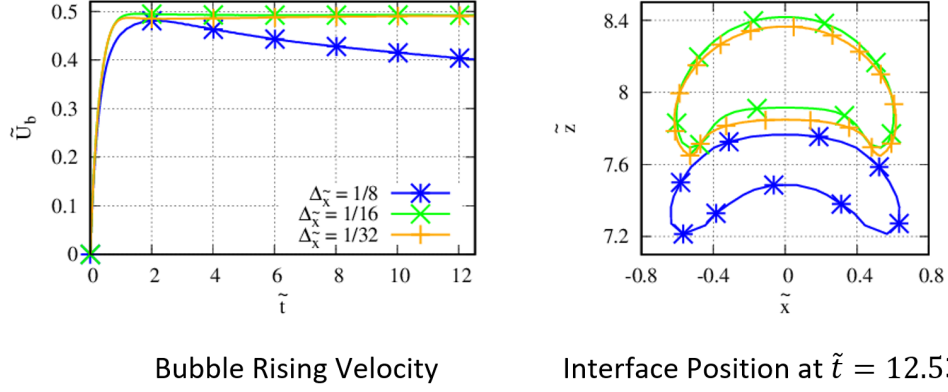 0.5
0.4
0.3
0.2
0.1
0
Ũb
Δx̃ = 1/8
Δx̃ = 1/16
Δx̃ = 1/32
0 2 4 6 8 10 12
t̃
8.4
8
7.6
7.2
z̃
-0.8 -0.4 0 0.4 0.8
x̃
Bubble Rising Velocity
Interface Position at t̃ = 12.5